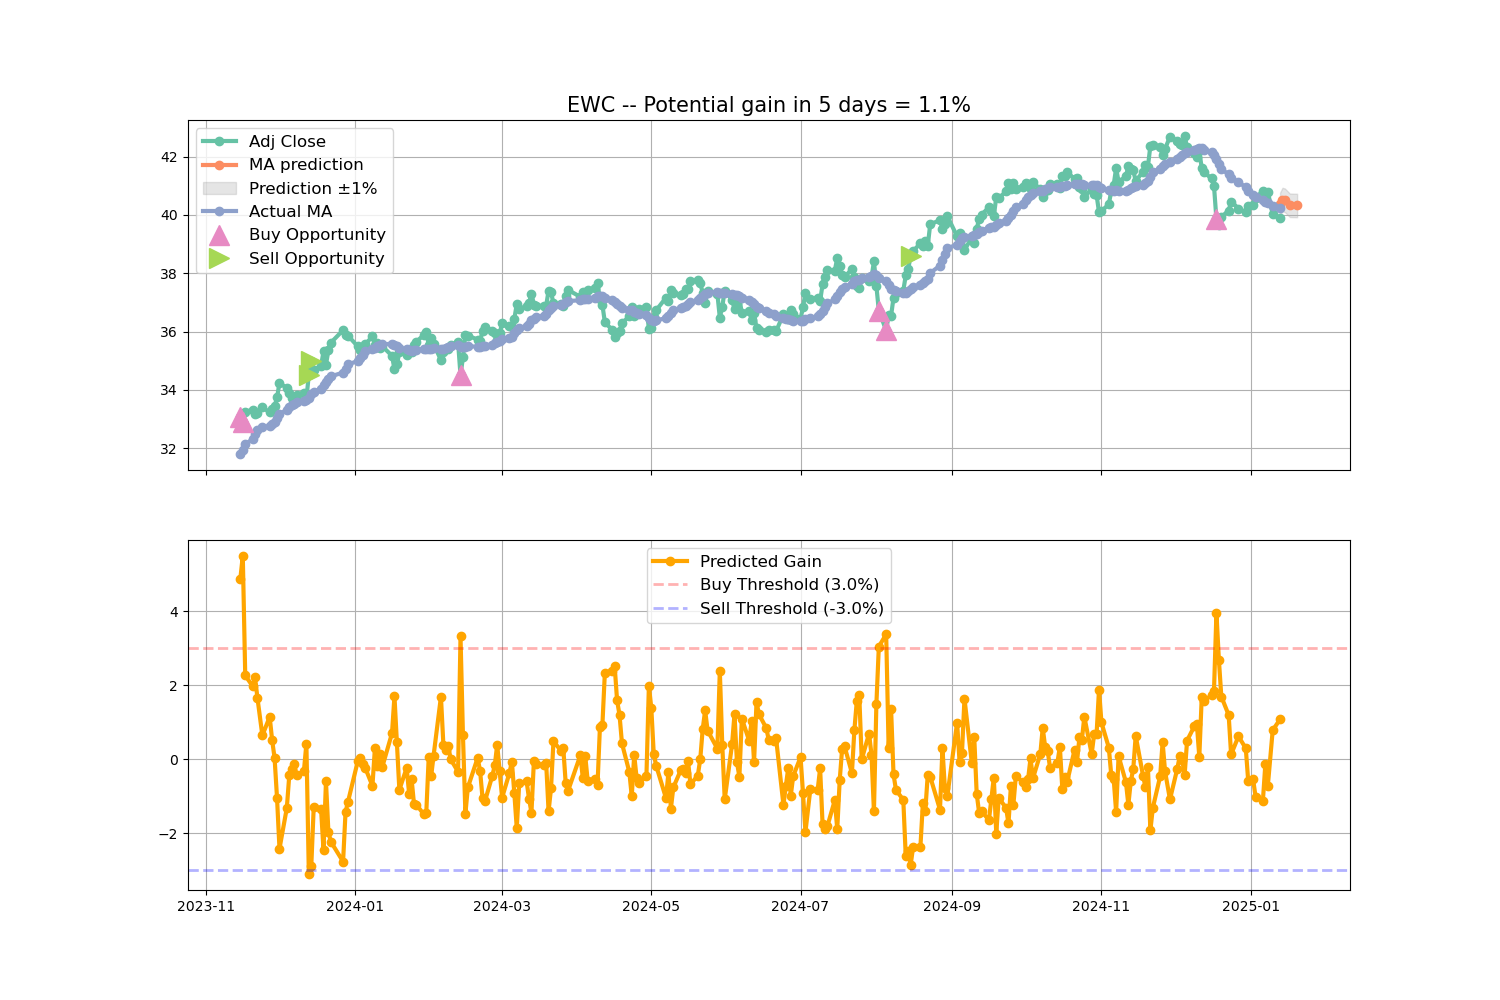 EWC -- Potential gain in 5 days = 1.1%
Adj Close
MA prediction
Prediction ±1%
Actual MA
Buy Opportunity
Sell Opportunity
42
40
38
36
34
32
Predicted Gain
Buy Threshold (3.0%)
Sell Threshold (-3.0%)
4
2
0
−2
2023-11 2024-01 2024-03 2024-05 2024-07 2024-09 2024-11 2025-01